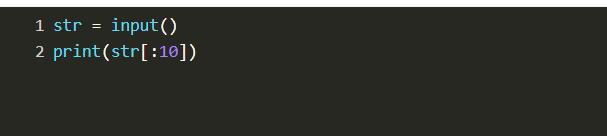 1 str = input()
2 print(str[:10])